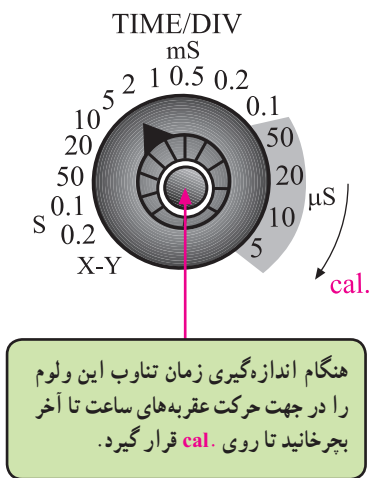 TIME/DIV
mS
X-Y 0.2 0.1 50 20 10 5 2 1 0.5 0.2 0.1 50 20 10 5
S
μS
cal.
هنگام اندازه‌گیری زمان تناوب این ولوم
را در جهت حرکت عقربه‌های ساعت تا آخر
بچرخانید تا روی cal. قرار گیرد.